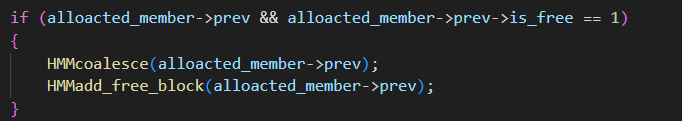 if (alloacted_member->prev && alloacted_member->prev->is_free == 1)
{
    HMMcoalesce(alloacted_member->prev);
    HMMadd_free_block(alloacted_member->prev);
}